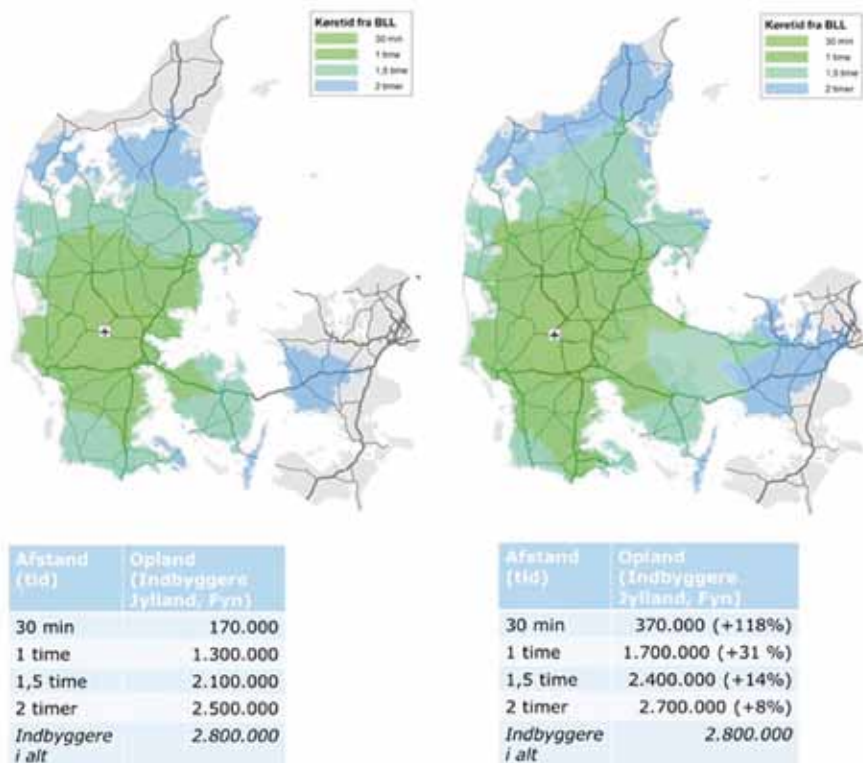 Køretid fra BLL
30 min
1 time
1,5 time
2 timer
Køretid fra BLL
30 min
1 time
1,5 time
2 timer
Afstand (tid) Opland (Indbyggere Jylland, Fyn)
30 min 170.000
1 time 1.300.000
1,5 time 2.100.000
2 timer 2.500.000
Indbyggere i alt 2.800.000
Afstand (tid) Opland (Indbyggere Jylland, Fyn)
30 min 370.000 (+118%)
1 time 1.700.000 (+31 %)
1,5 time 2.400.000 (+14%)
2 timer 2.700.000 (+8%)
Indbyggere i alt 2.800.000